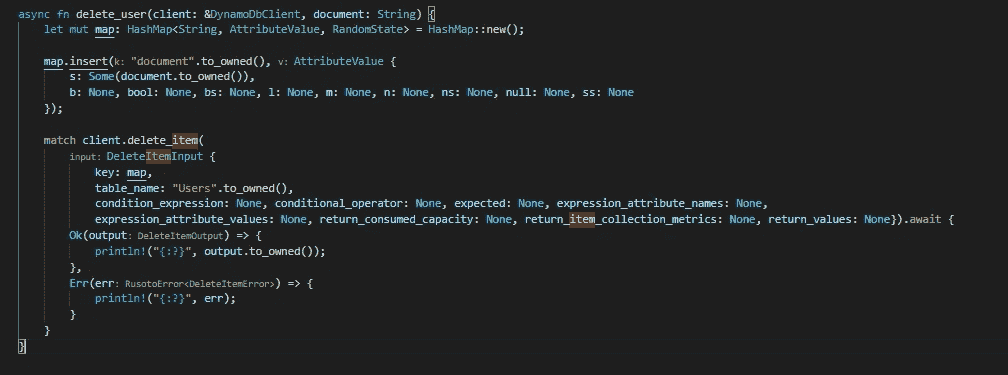 async fn delete_user(client: &DynamoDbClient, document: String) {
    let mut map: HashMap<String, AttributeValue, RandomState> = HashMap::new();
    map.insert(k: "document".to_owned(), v: AttributeValue {
        s: Some(document.to_owned()),
        b: None, bool: None, bs: None, l: None, m: None, n: None, ns: None, null: None, ss: None
    });
    match client.delete_item(
        input: DeleteItemInput {
            key: map,
            table_name: "Users".to_owned(),
            condition_expression: None, conditional_operator: None, expected: None, expression_attribute_names: None,
            expression_attribute_values: None, return_consumed_capacity: None, return_item_collection_metrics: None, return_values: None}).await {
        Ok(output: DeleteItemOutput) => {
            println!("{:?}", output.to_owned());
        },
        Err(err: RusotoError<DeleteItemError>) => {
            println!("{:?}", err);
        }
    }
}